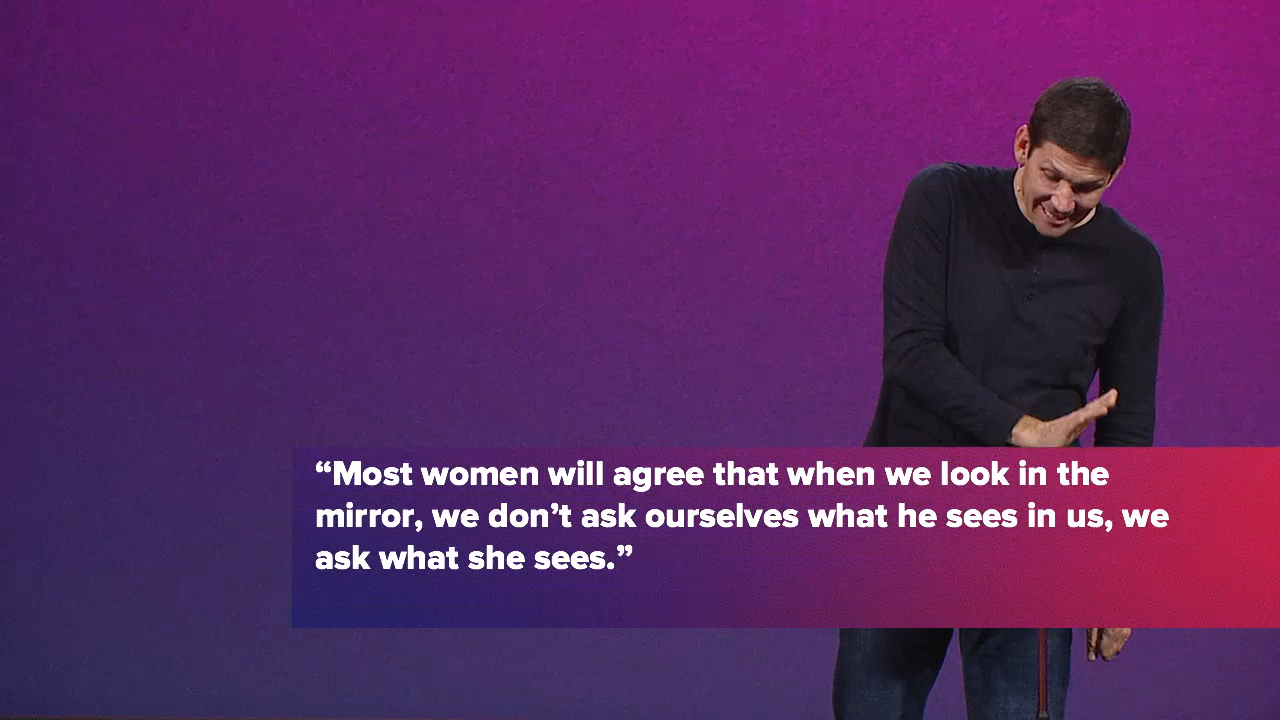 “Most women will agree that when we look in the
mirror, we don’t ask ourselves what he sees in us, we
ask what she sees.”